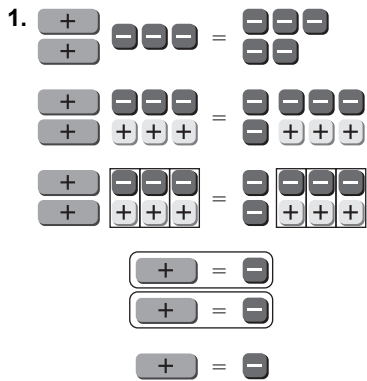 1. + − − − = − − −
+ − −
+ − − − = − − − −
+ + + + − + + +
+ − − − = − − − −
+ + + + − + + +
+ = −
+ = −
+ = −